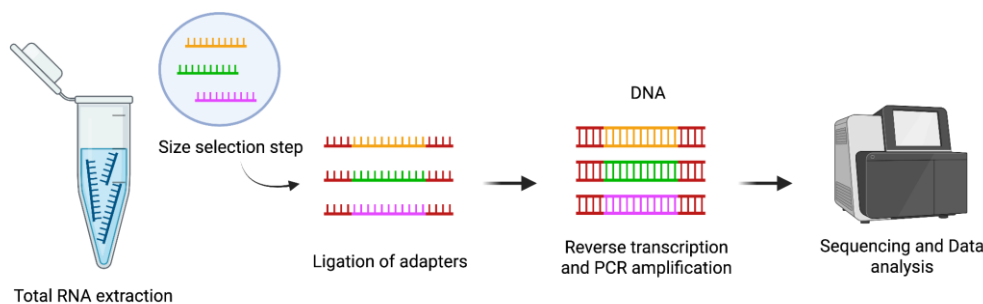 Total RNA extraction
Size selection step
Ligation of adapters
DNA
Reverse transcription
and PCR amplification
Sequencing and Data
analysis